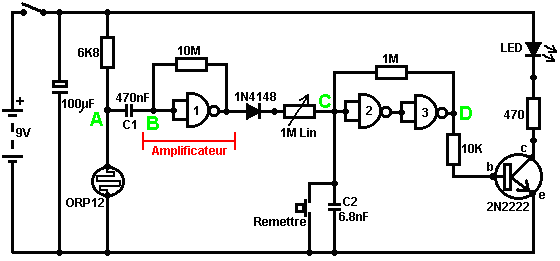 LED
6K8
10M
1M
+
9V
100µF
470nF
1N4148
A
C1
B
1
C
2
3
D
470
1M Lin
Amplificateur
10K
c
b
ORP12
C2
6.8nF
Remettre
e
2N2222